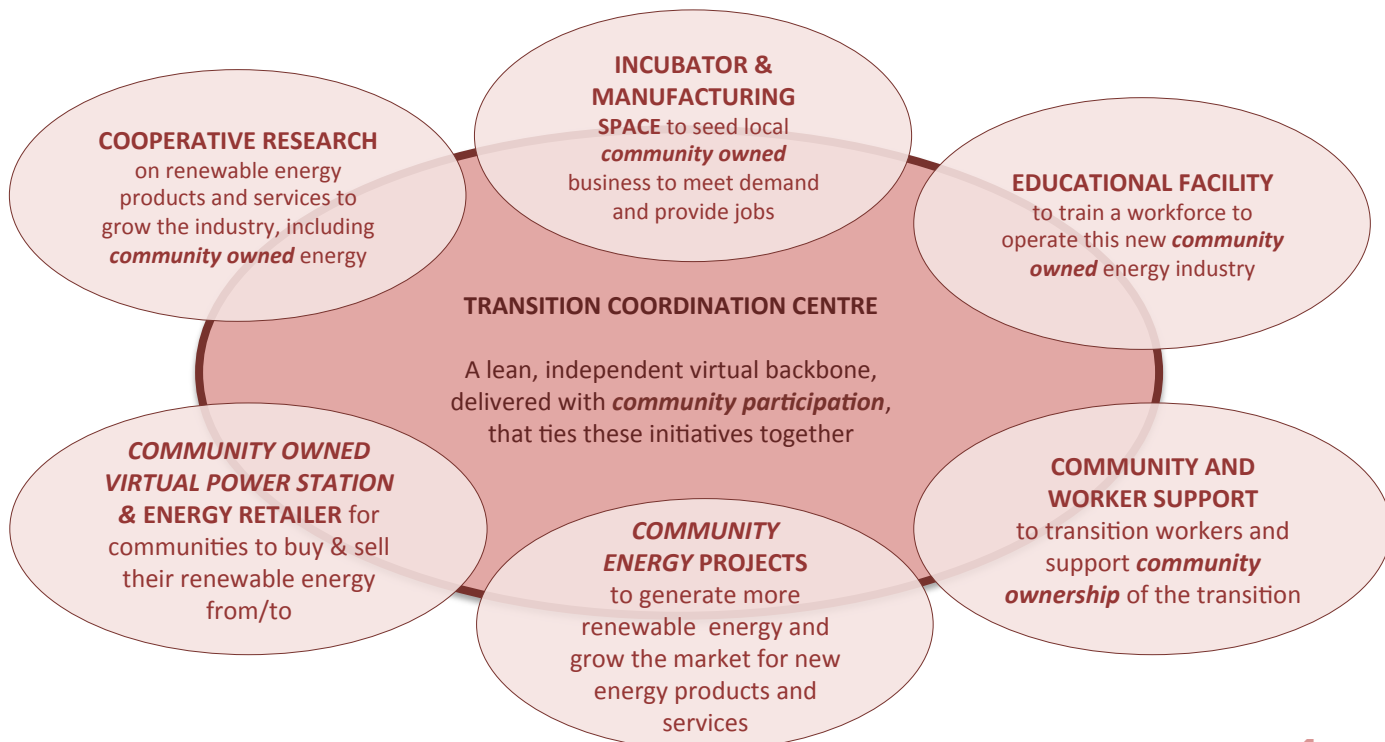 INCUBATOR &
MANUFACTURING
SPACE to seed local
community owned
business to meet demand
and provide jobs
COOPERATIVE RESEARCH
on renewable energy
products and services to
grow the industry, including
community owned energy
EDUCATIONAL FACILITY
to train a workforce to
operate this new community
owned energy industry
TRANSITION COORDINATION CENTRE
A lean, independent virtual backbone,
delivered with community participation,
that ties these initiatives together
COMMUNITY OWNED
VIRTUAL POWER STATION
& ENERGY RETAILER for
communities to buy & sell
their renewable energy
from/to
COMMUNITY
ENERGY PROJECTS
to generate more
renewable energy and
grow the market for new
energy products and
services
COMMUNITY AND
WORKER SUPPORT
to transition workers and
support community
ownership of the transition